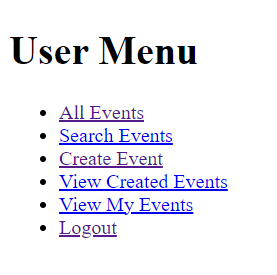 User Menu
All Events
Search Events
Create Event
View Created Events
View My Events
Logout